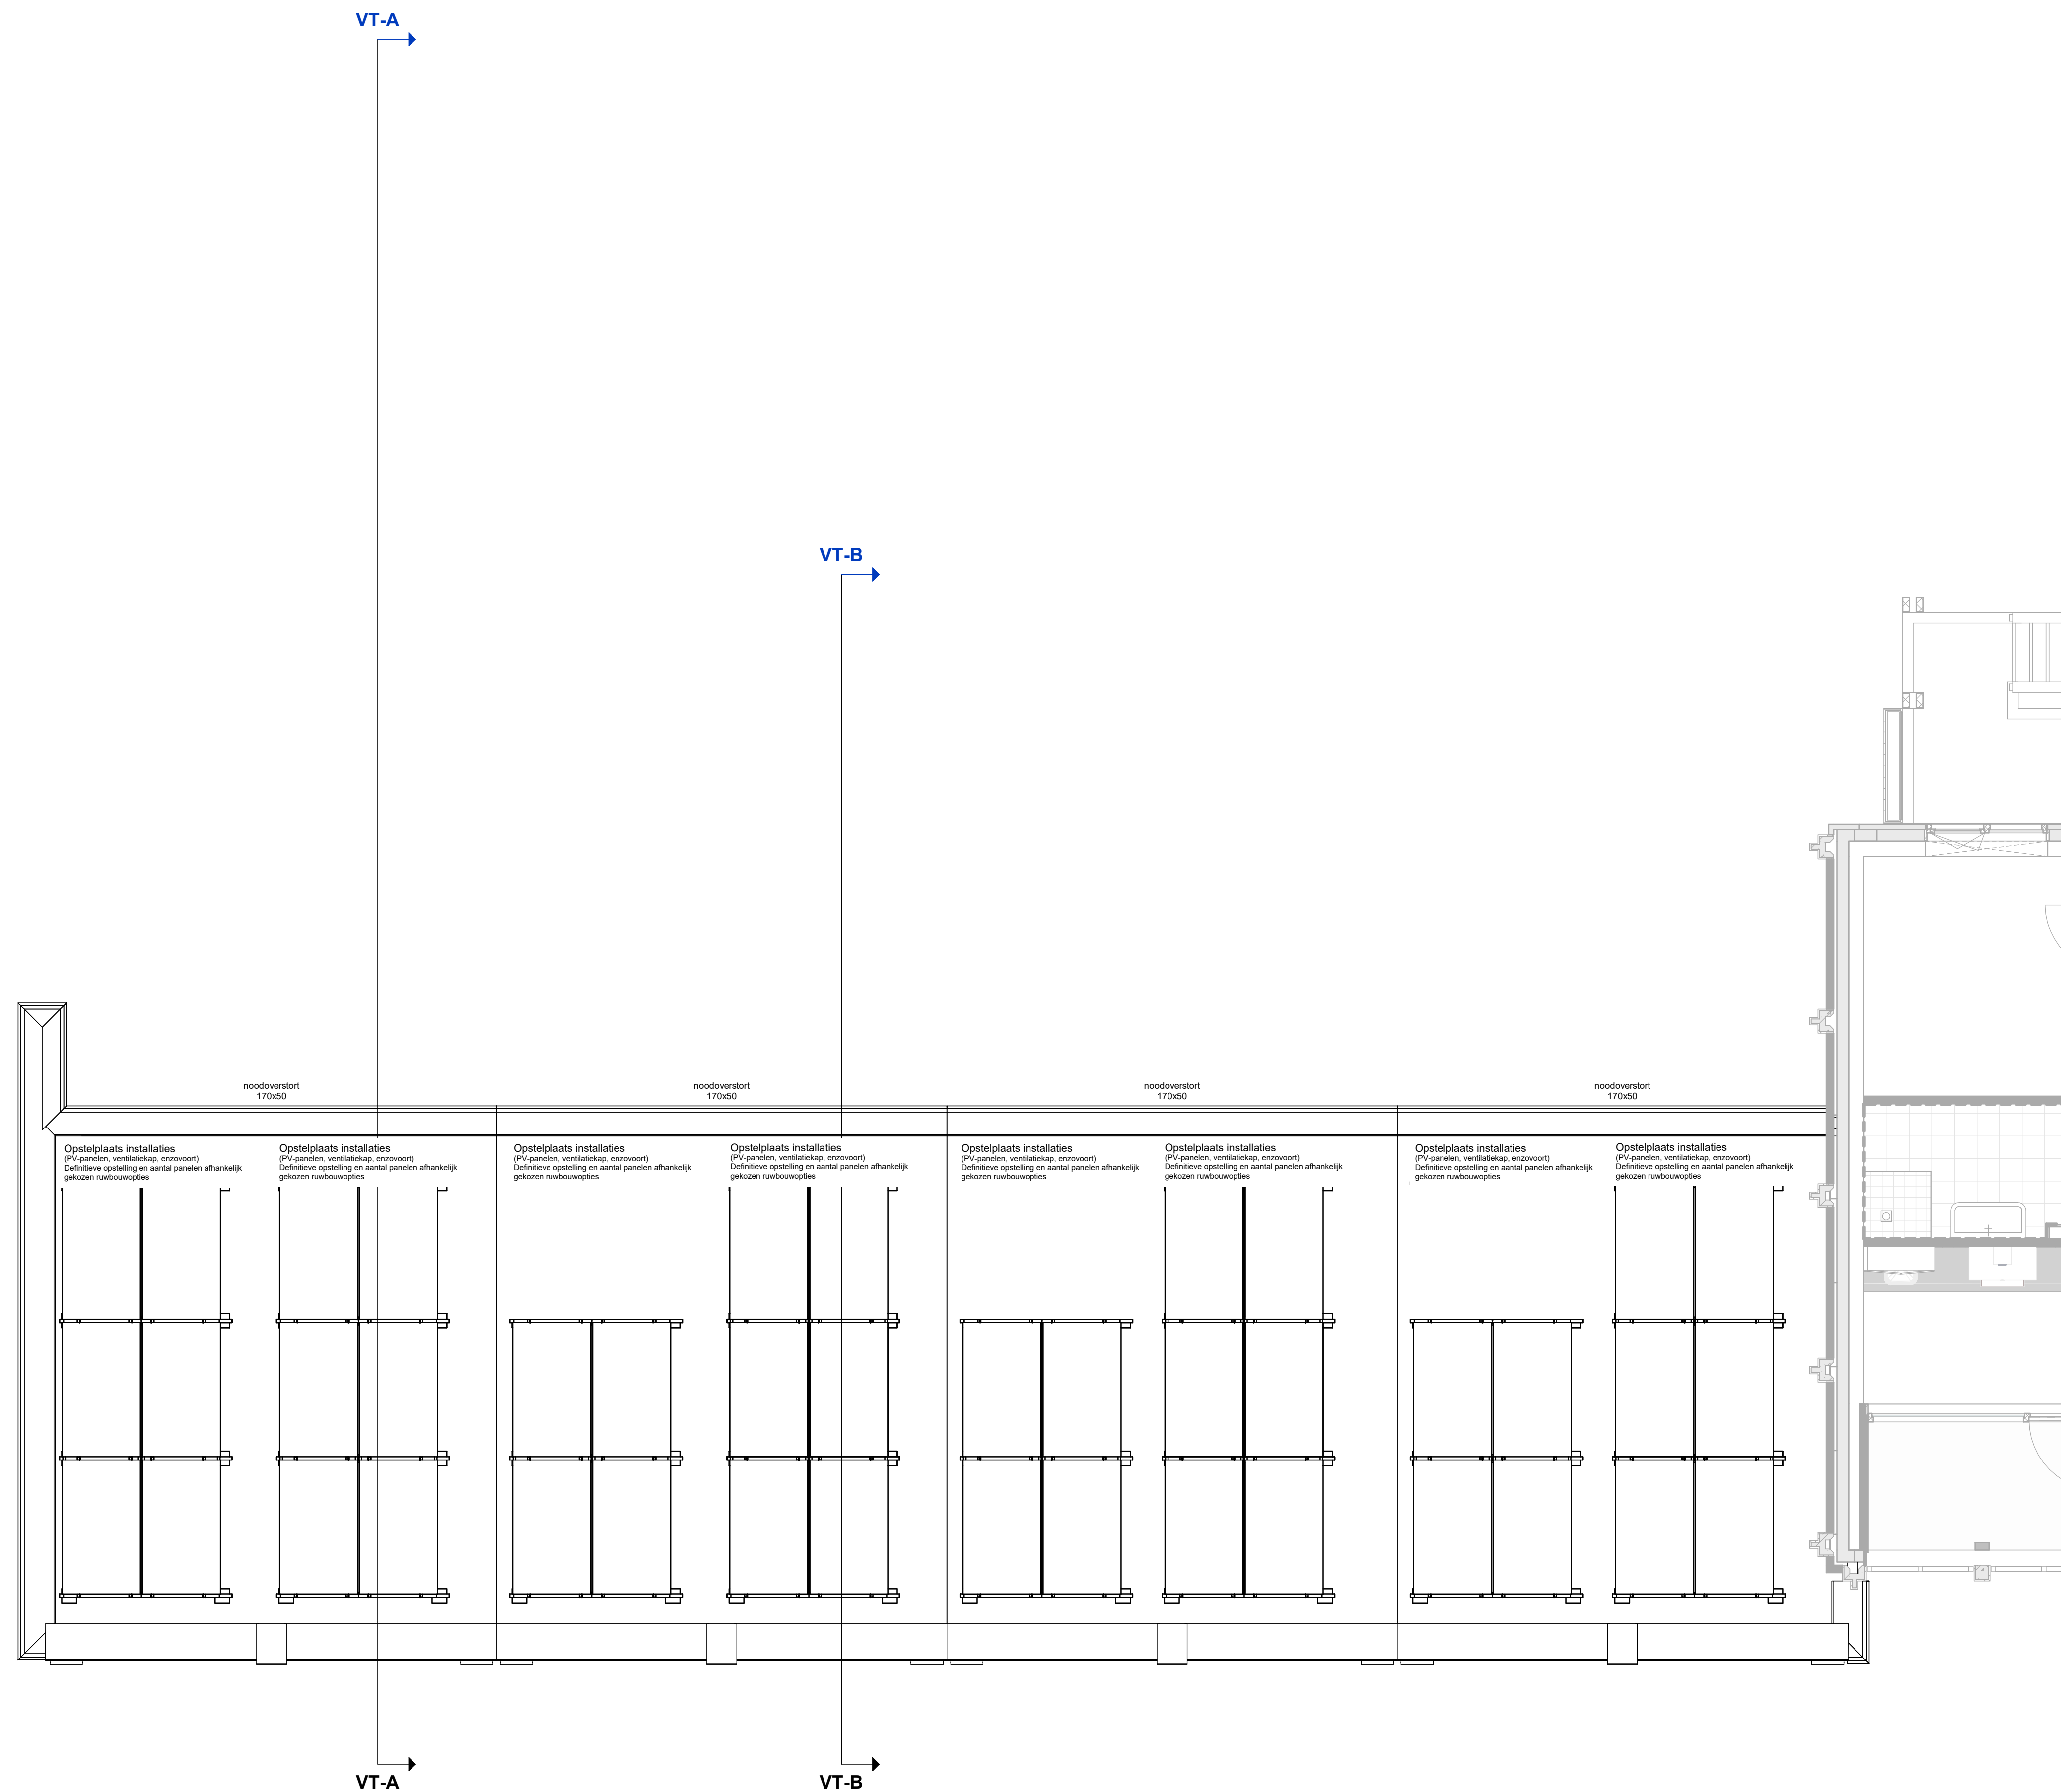 VT-A
VT-B
noodoverstort
170x50
noodoverstort
170x50
noodoverstort
170x50
noodoverstort
170x50
Opstelplaats installaties
(PV-panelen, ventilatiekap, enzovoort)
Definitieve opstelling en aantal panelen afhankelijk
gekozen ruwbouwopties
Opstelplaats installaties
(PV-panelen, ventilatiekap, enzovoort)
Definitieve opstelling en aantal panelen afhankelijk
gekozen ruwbouwopties
Opstelplaats installaties
(PV-panelen, ventilatiekap, enzovoort)
Definitieve opstelling en aantal panelen afhankelijk
gekozen ruwbouwopties
Opstelplaats installaties
(PV-panelen, ventilatiekap, enzovoort)
Definitieve opstelling en aantal panelen afhankelijk
gekozen ruwbouwopties
Opstelplaats installaties
(PV-panelen, ventilatiekap, enzovoort)
Definitieve opstelling en aantal panelen afhankelijk
gekozen ruwbouwopties
Opstelplaats installaties
(PV-panelen, ventilatiekap, enzovoort)
Definitieve opstelling en aantal panelen afhankelijk
gekozen ruwbouwopties
Opstelplaats installaties
(PV-panelen, ventilatiekap, enzovoort)
Definitieve opstelling en aantal panelen afhankelijk
gekozen ruwbouwopties
Opstelplaats installaties
(PV-panelen, ventilatiekap, enzovoort)
Definitieve opstelling en aantal panelen afhankelijk
gekozen ruwbouwopties
VT-A
VT-B